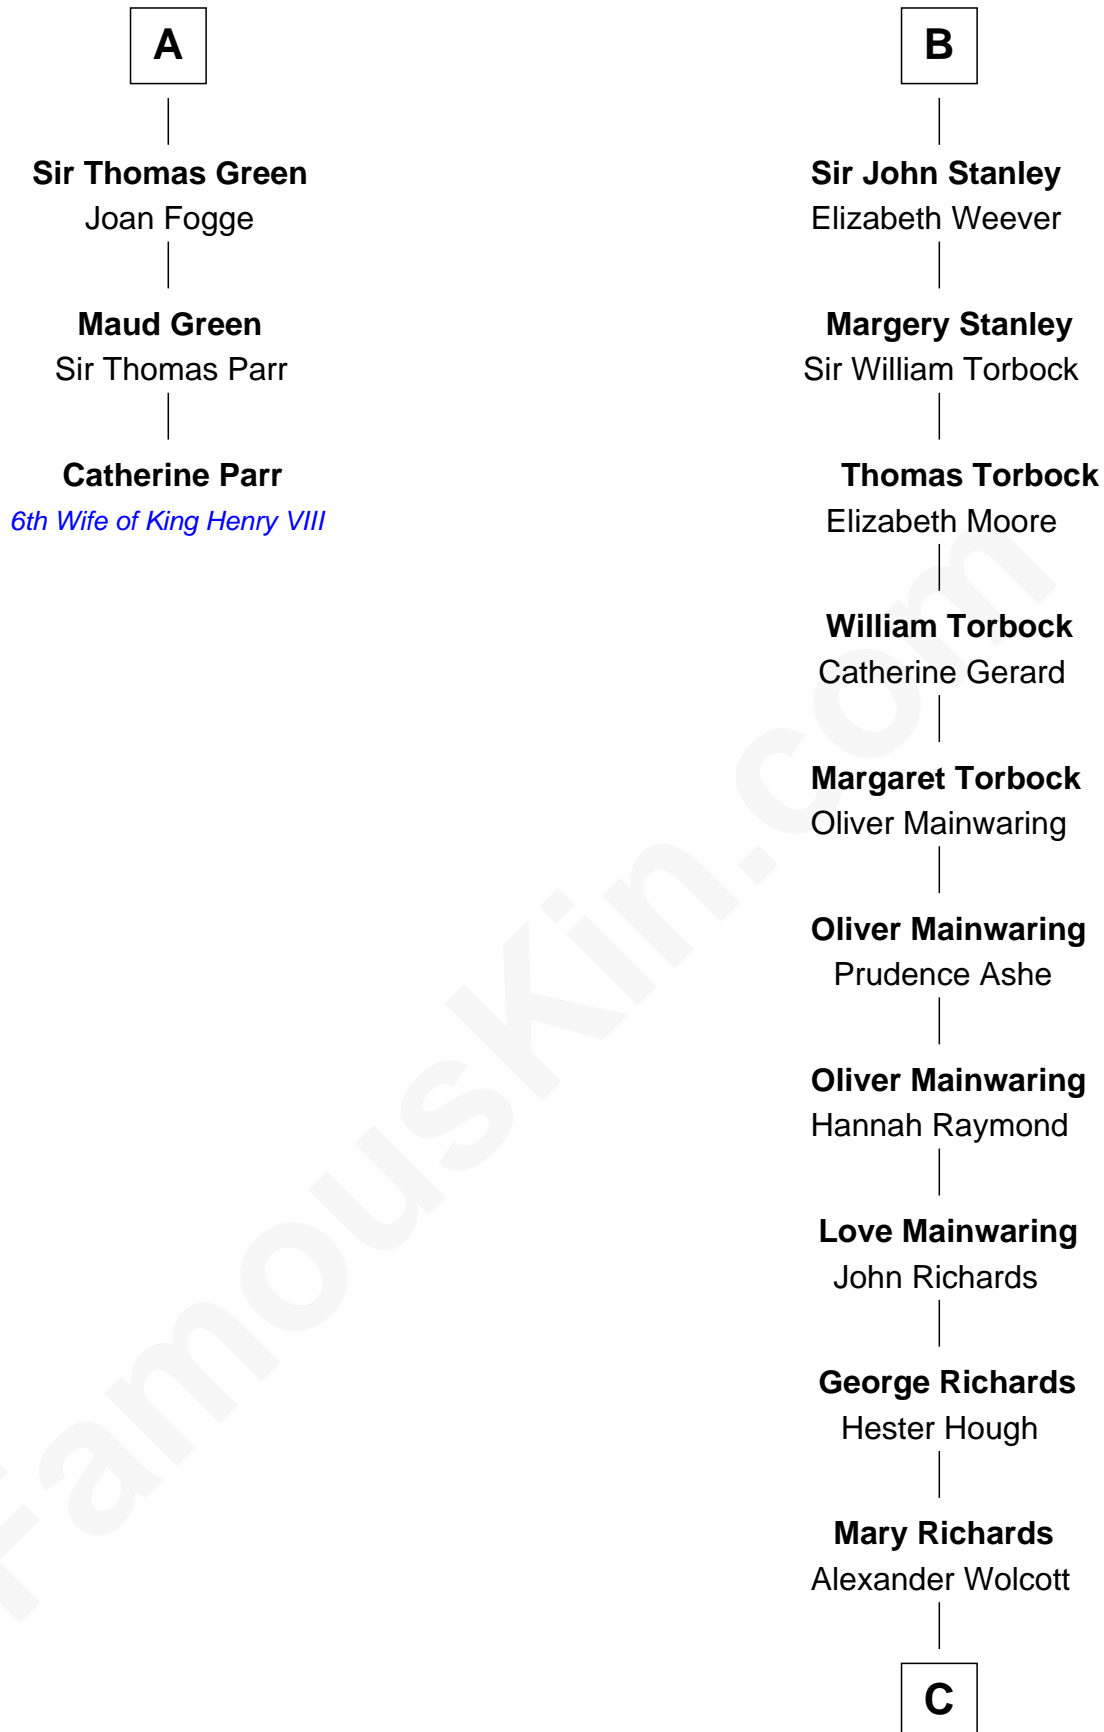 A
Sir Thomas Green
Joan Fogge
Maud Green
Sir Thomas Parr
Catherine Parr
6th Wife of King Henry VIII
B
Sir John Stanley
Elizabeth Weever
Margery Stanley
Sir William Torbock
Thomas Torbock
Elizabeth Moore
William Torbock
Catherine Gerard
Margaret Torbock
Oliver Mainwaring
Oliver Mainwaring
Prudence Ashe
Oliver Mainwaring
Hannah Raymond
Love Mainwaring
John Richards
George Richards
Hester Hough
Mary Richards
Alexander Wolcott
C
FamousKin.com